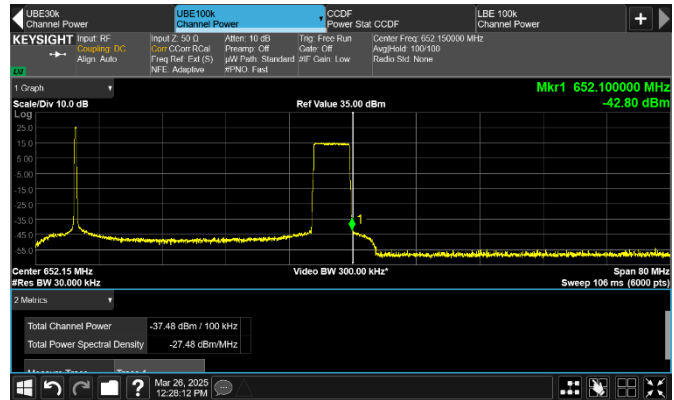 UBE30k
Channel Power
UBE100k
Channel Power
CCDF
Power Stat CCDF
LBE 100k
Channel Power
KEYSIGHT
Input: RF
Coupling: DC
Align: Auto
Input Z: 50 Ω
Corr CCorr RCal
Freq Ref: Ext (S)
NFE: Adaptive
Atten: 10 dB
Preamp: Off
µW Path: Standard
#PNO: Fast
Trig: Free Run
Gate: Off
#IF Gain: Low
Center Freq: 652.150000 MHz
Avg|Hold: 100/100
Radio Std: None
LXI
1 Graph
Mkr1 652.100000 MHz
Scale/Div 10.0 dB
Ref Value 35.00 dBm
-42.80 dBm
Log
25.0
15.0
5.00
-5.00
-15.0
-25.0
-35.0
-45.0
-55.0
1
Center 652.15 MHz
Video BW 300.00 kHz*
Span 80 MHz
#Res BW 30.000 kHz
Sweep 106 ms (6000 pts)
2 Metrics
Total Channel Power
-37.48 dBm / 100 kHz
Total Power Spectral Density
-27.48 dBm/MHz
Measure Trace
Trace 1
?
Mar 26, 2025
12:28:12 PM